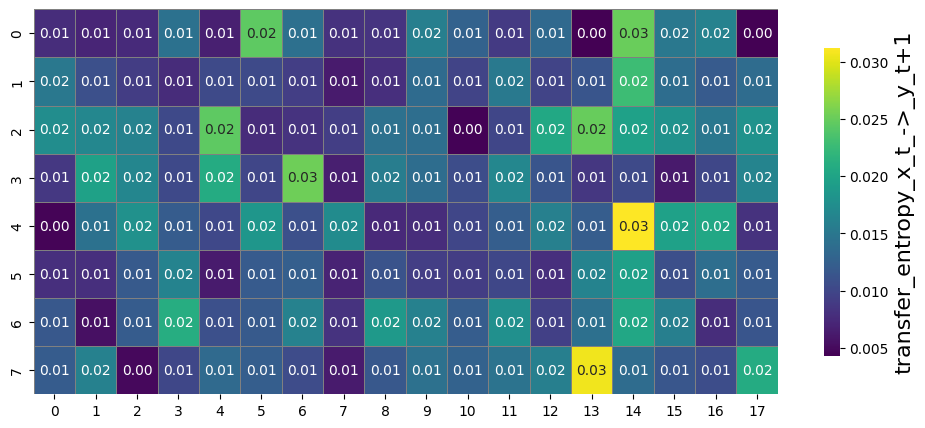 0 0.01 0.01 0.01 0.01 0.01 0.02 0.01 0.01 0.01 0.02 0.01 0.01 0.01 0.00 0.03 0.02 0.02 0.00
1 0.02 0.01 0.01 0.01 0.01 0.01 0.01 0.01 0.01 0.01 0.01 0.02 0.01 0.01 0.02 0.01 0.01 0.01
2 0.02 0.02 0.02 0.01 0.02 0.01 0.01 0.01 0.01 0.01 0.00 0.01 0.02 0.02 0.02 0.02 0.01 0.02
3 0.01 0.02 0.02 0.01 0.02 0.01 0.03 0.01 0.02 0.01 0.01 0.02 0.01 0.01 0.01 0.01 0.01 0.02
4 0.00 0.01 0.02 0.01 0.01 0.02 0.01 0.02 0.01 0.01 0.01 0.01 0.02 0.01 0.03 0.02 0.02 0.01
5 0.01 0.01 0.01 0.02 0.01 0.01 0.01 0.01 0.01 0.01 0.01 0.01 0.01 0.02 0.02 0.01 0.01 0.01
6 0.01 0.01 0.01 0.02 0.01 0.01 0.02 0.01 0.02 0.02 0.01 0.02 0.01 0.01 0.02 0.02 0.01 0.01
7 0.01 0.02 0.00 0.01 0.01 0.01 0.01 0.01 0.01 0.01 0.01 0.01 0.02 0.03 0.01 0.01 0.01 0.02
0 1 2 3 4 5 6 7 8 9 10 11 12 13 14 15 16 17
0.030
0.025
0.020
0.015
0.010
0.005
transfer_entropy_x_t_->_y_t+1